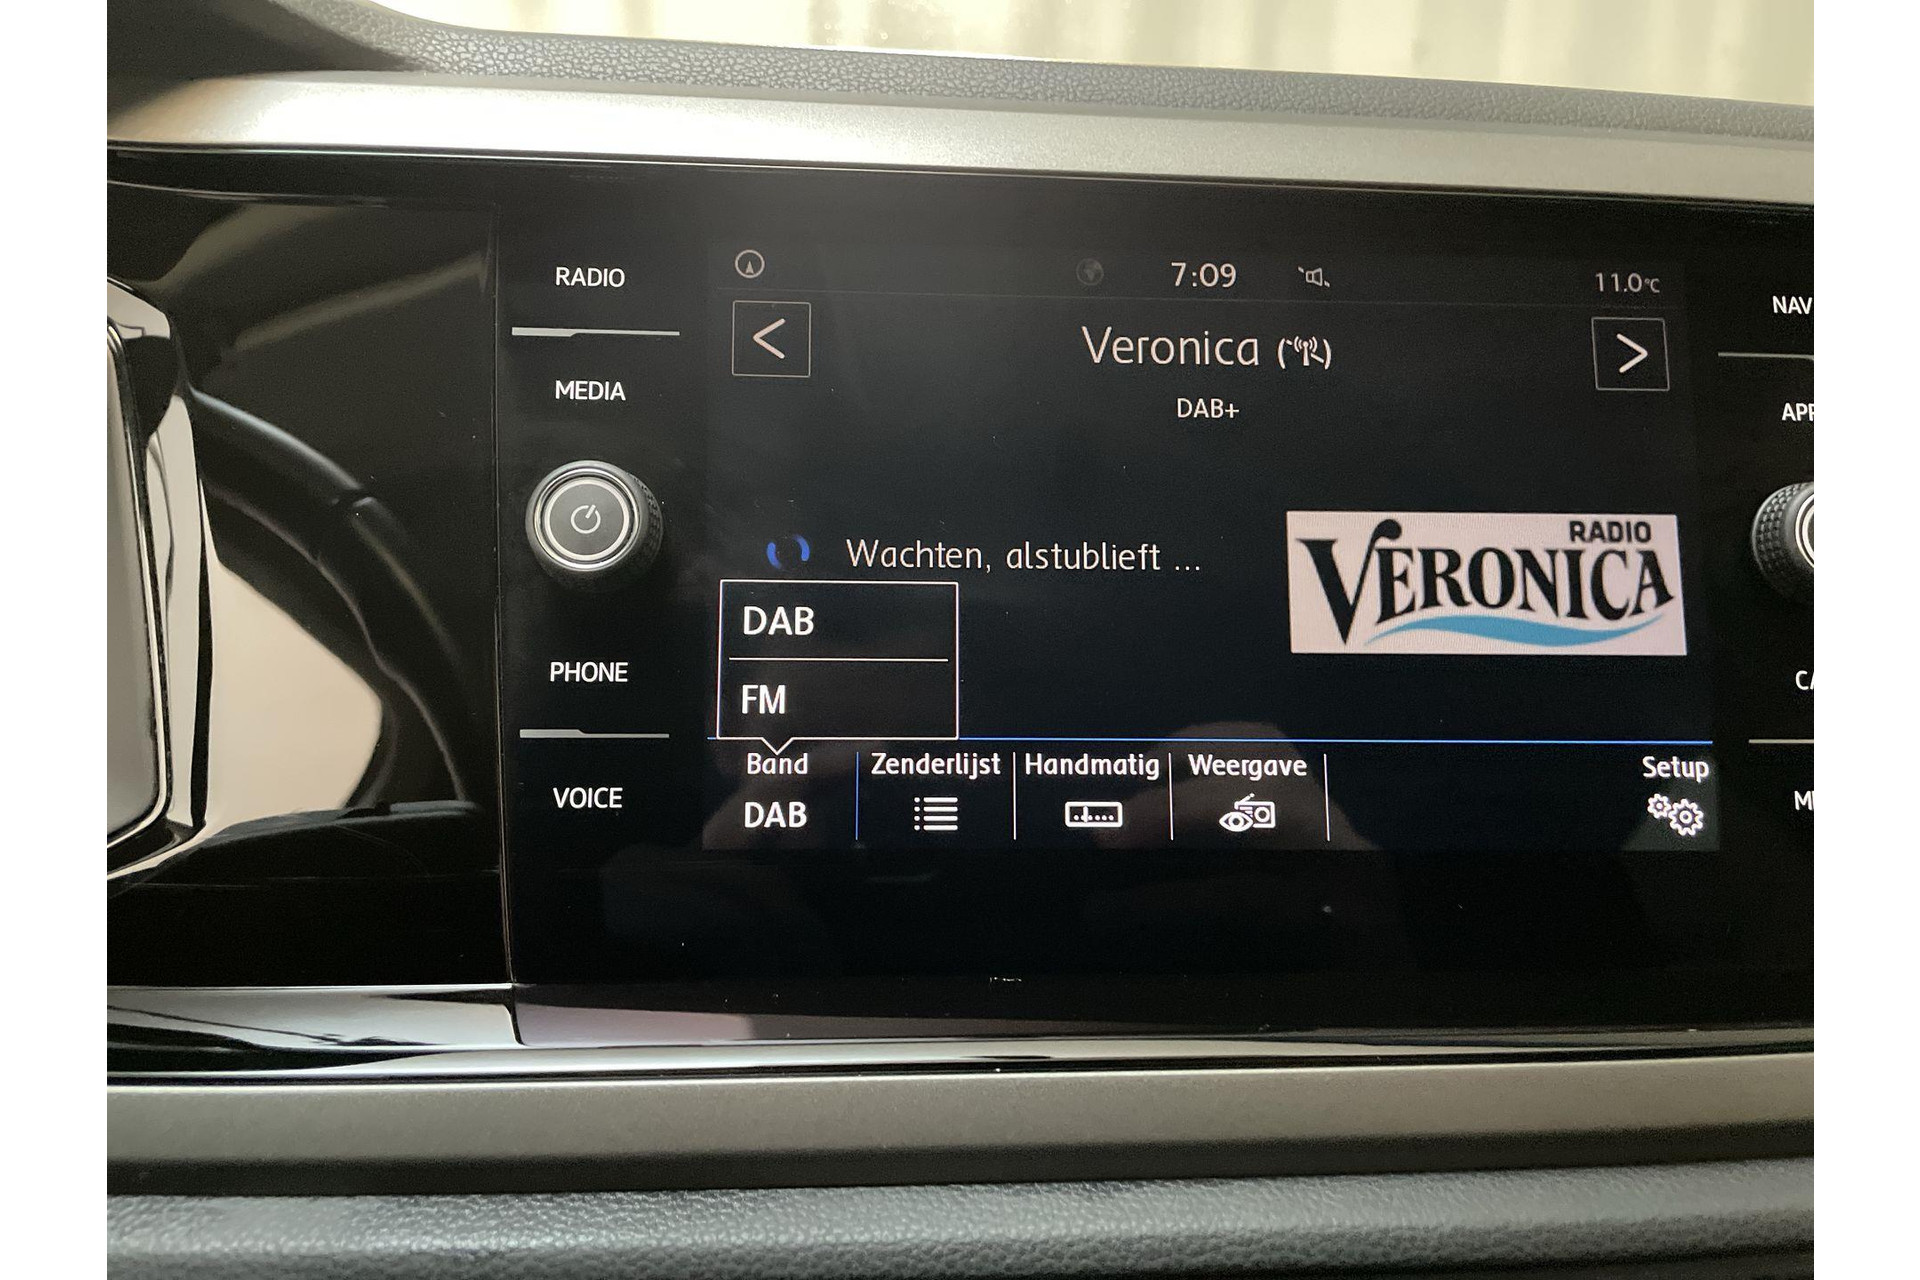 RADIO
MEDIA
PHONE
VOICE
7:09
11.0°C
<
Veronica
>
DAB+
Wachten, alstublieft ...
RADIO
VERONICA
DAB
FM
Band
DAB
Zenderlijst
Handmatig
Weergave
Setup
NAV